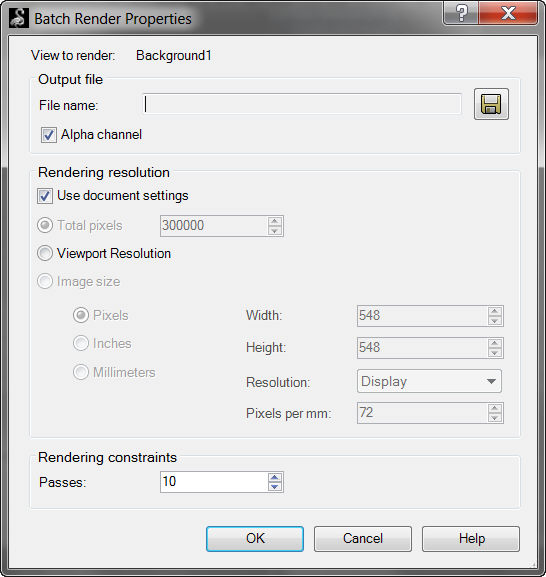 Batch Render Properties
View to render: Background1
Output file
File name:
Alpha channel
Rendering resolution
Use document settings
Total pixels 300000
Viewport Resolution
Image size
Pixels Width: 548
Inches Height: 548
Millimeters Resolution: Display
Pixels per mm: 72
Rendering constraints
Passes: 10
OK Cancel Help